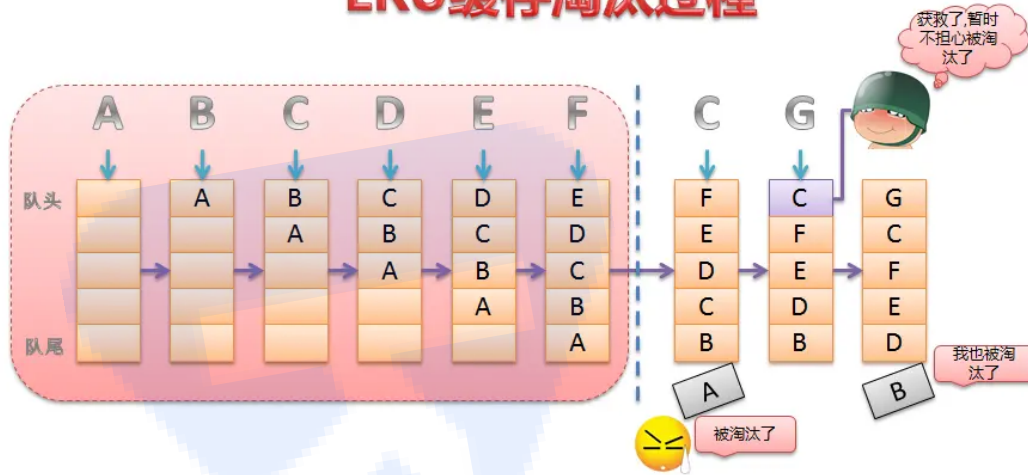 LRU缓存淘汰过程
获救了,暂时
不担心被淘
汰了
A B C D E F C G
队头 A B C D E F C G
A B C D E F C
A B C D E F
A B C D E
队尾 A B B D
我也被淘
汰了
A B
被淘汰了